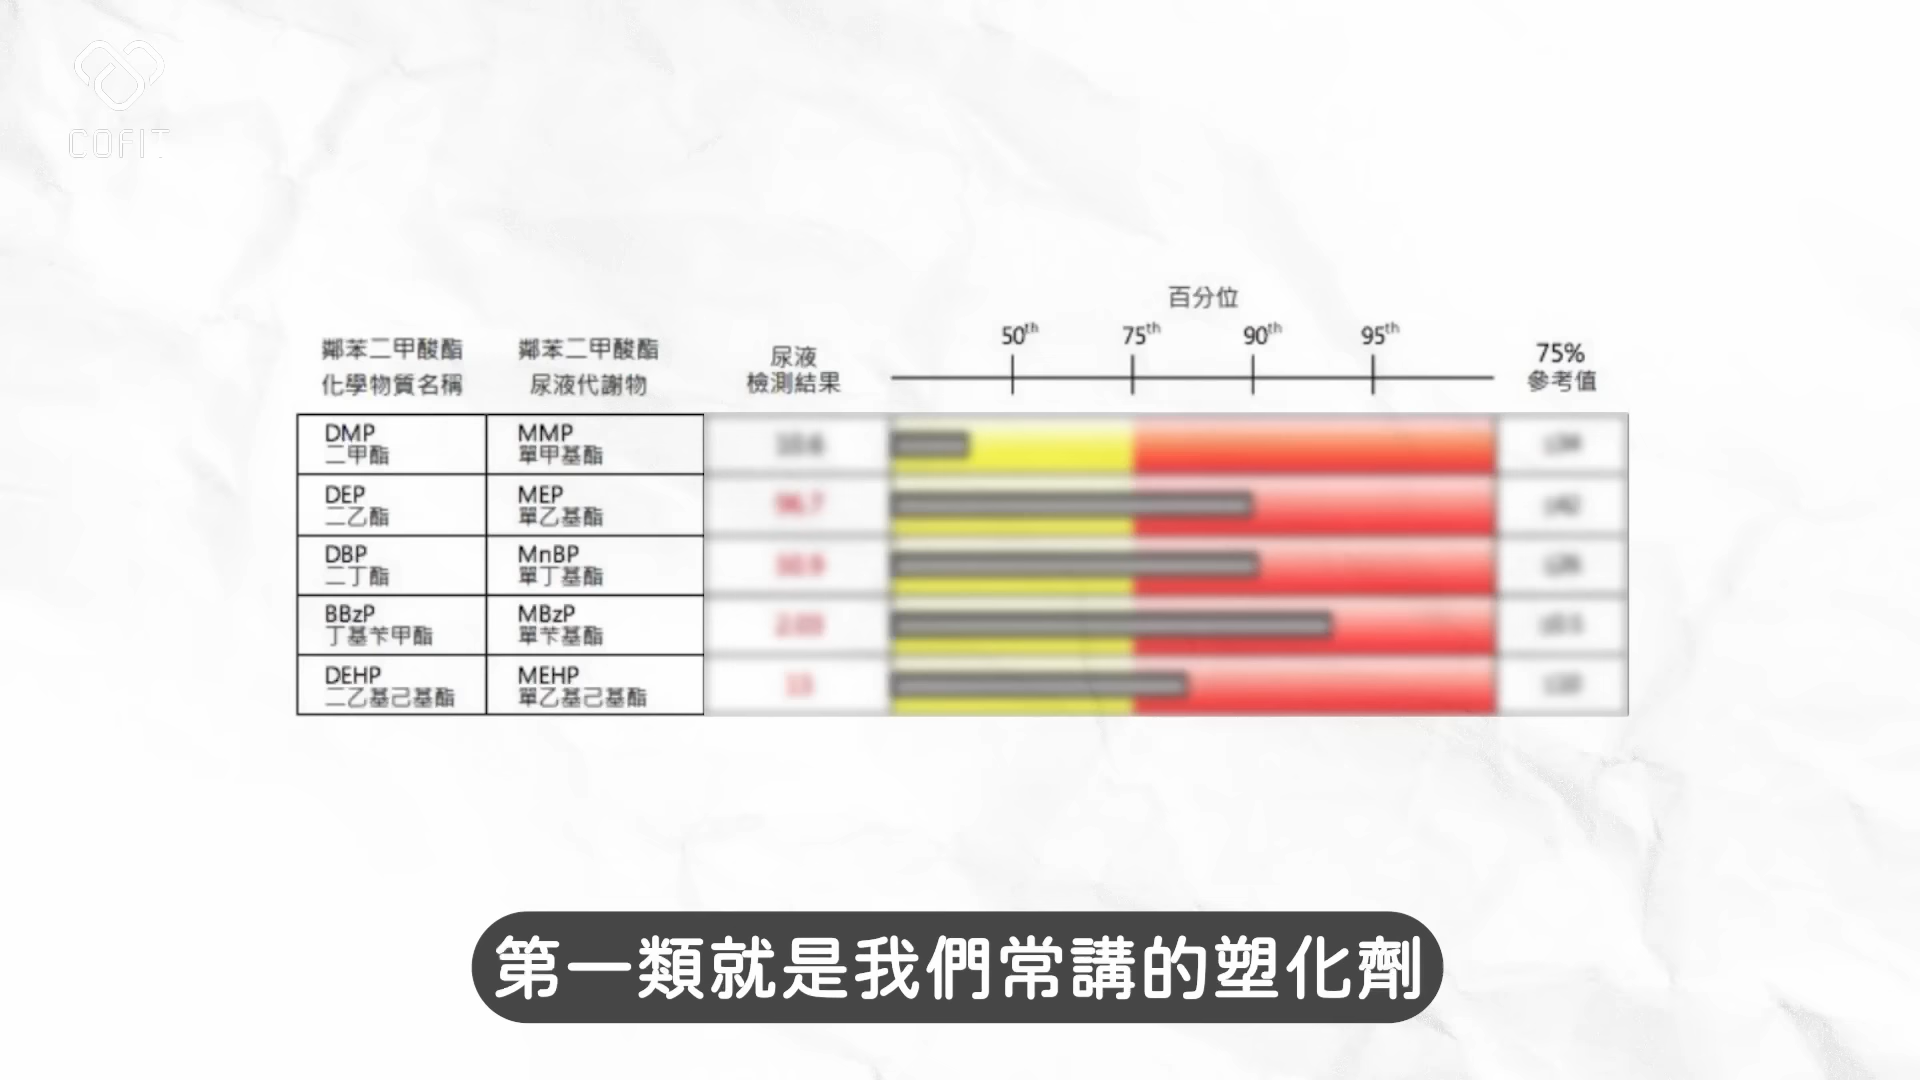 COFIT
百分位
50th 75th 90th 95th
鄰苯二甲酸酯
化學物質名稱
鄰苯二甲酸酯
尿液代謝物
尿液
檢測結果
75%
參考值
DMP
二甲酯
MMP
單甲基酯
DEP
二乙酯
MEP
單乙基酯
DBP
二丁酯
MnBP
單丁基酯
BBzP
丁基苄甲酯
MBzP
單苄基酯
DEHP
二乙基己基酯
MEHP
單乙基己基酯
第一類就是我們常講的塑化劑